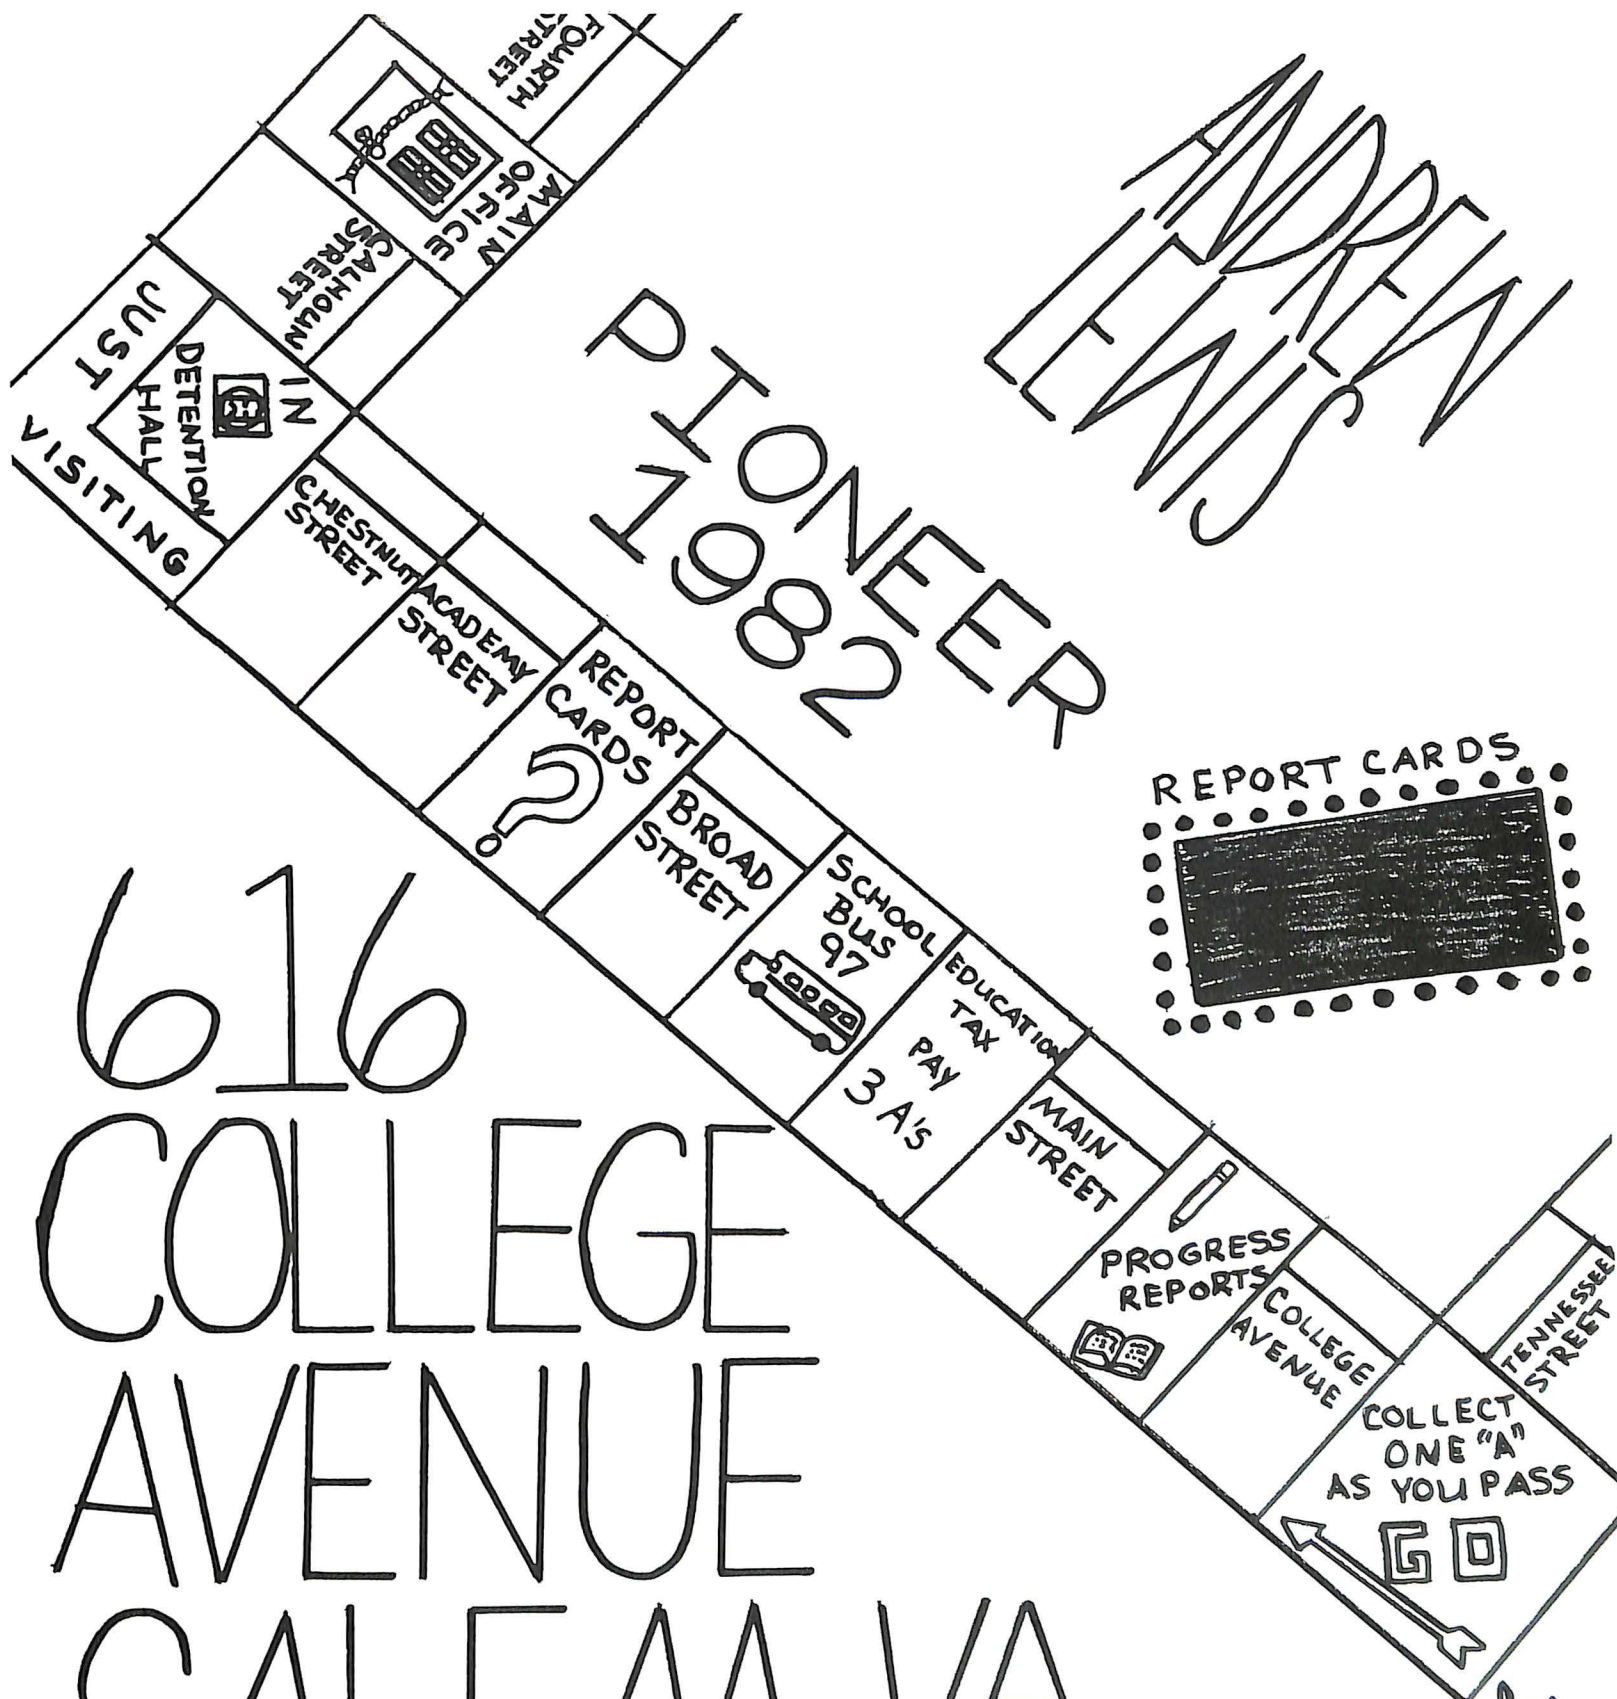 FOURTH
STREET
MAIN
OFFICE
CALHOUN
STREET
JUST
VISITING
IN
DETENTION
HALL
ANDREW
LEWIS
PIONEER
1982
CHESTNUT
STREET
ACADEMY
STREET
REPORT
CARDS
?
BROAD
STREET
SCHOOL
BUS
97
EDUCATION
TAX
PAY
3 A's
MAIN
STREET
PROGRESS
REPORTS
COLLEGE
AVENUE
COLLECT
ONE "A"
AS YOU PASS
GO
TENNESSEE
STREET
REPORT CARDS
616
COLLEGE
AVENUE
SALEM VA